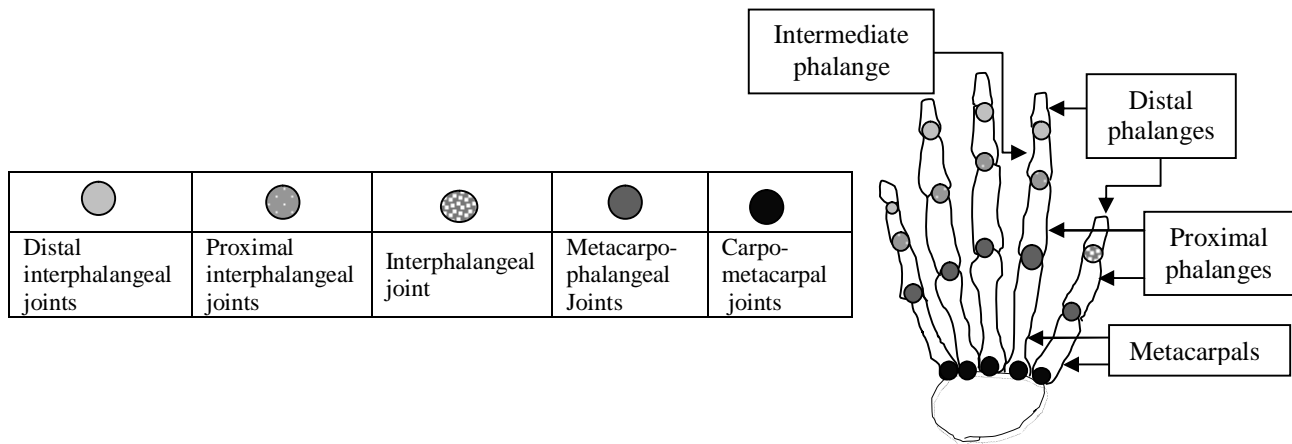 Intermediate
phalange
Distal
phalanges
Proximal
phalanges
Metacarpals
Distal
interphalangeal
joints
Proximal
interphalangeal
joints
Interphalangeal
joint
Metacarpo-
phalangeal
Joints
Carpo-
metacarpal
joints